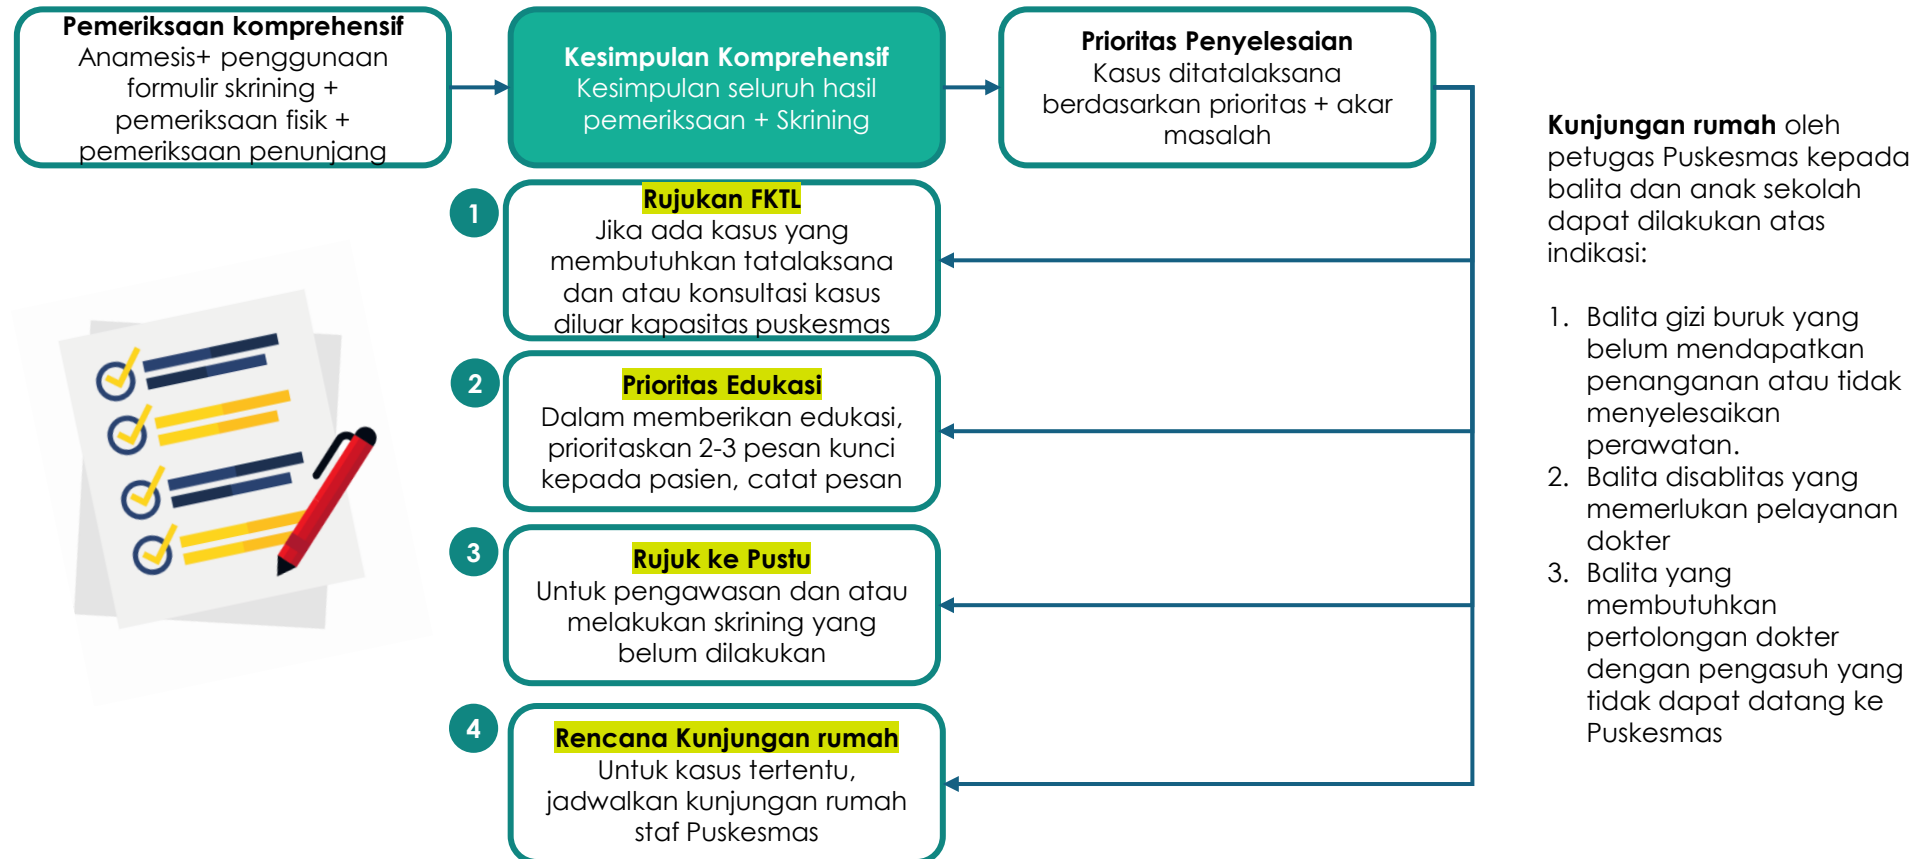 Pemeriksaan komprehensif
Anamesis+ penggunaan
formulir skrining +
pemeriksaan fisik +
pemeriksaan penunjang
Kesimpulan Komprehensif
Kesimpulan seluruh hasil
pemeriksaan + Skrining
Prioritas Penyelesaian
Kasus ditatalaksana
berdasarkan prioritas + akar
masalah
1
Rujukan FKTL
Jika ada kasus yang
membutuhkan tatalaksana
dan atau konsultasi kasus
diluar kapasitas puskesmas
2
Prioritas Edukasi
Dalam memberikan edukasi,
prioritaskan 2-3 pesan kunci
kepada pasien, catat pesan
3
Rujuk ke Pustu
Untuk pengawasan dan atau
melakukan skrining yang
belum dilakukan
4
Rencana Kunjungan rumah
Untuk kasus tertentu,
jadwalkan kunjungan rumah
staf Puskesmas
Kunjungan rumah oleh
petugas Puskesmas kepada
balita dan anak sekolah
dapat dilakukan atas
indikasi:
1. Balita gizi buruk yang
belum mendapatkan
penanganan atau tidak
menyelesaikan
perawatan.
2. Balita disablitas yang
memerlukan pelayanan
dokter
3. Balita yang
membutuhkan
pertolongan dokter
dengan pengasuh yang
tidak dapat datang ke
Puskesmas